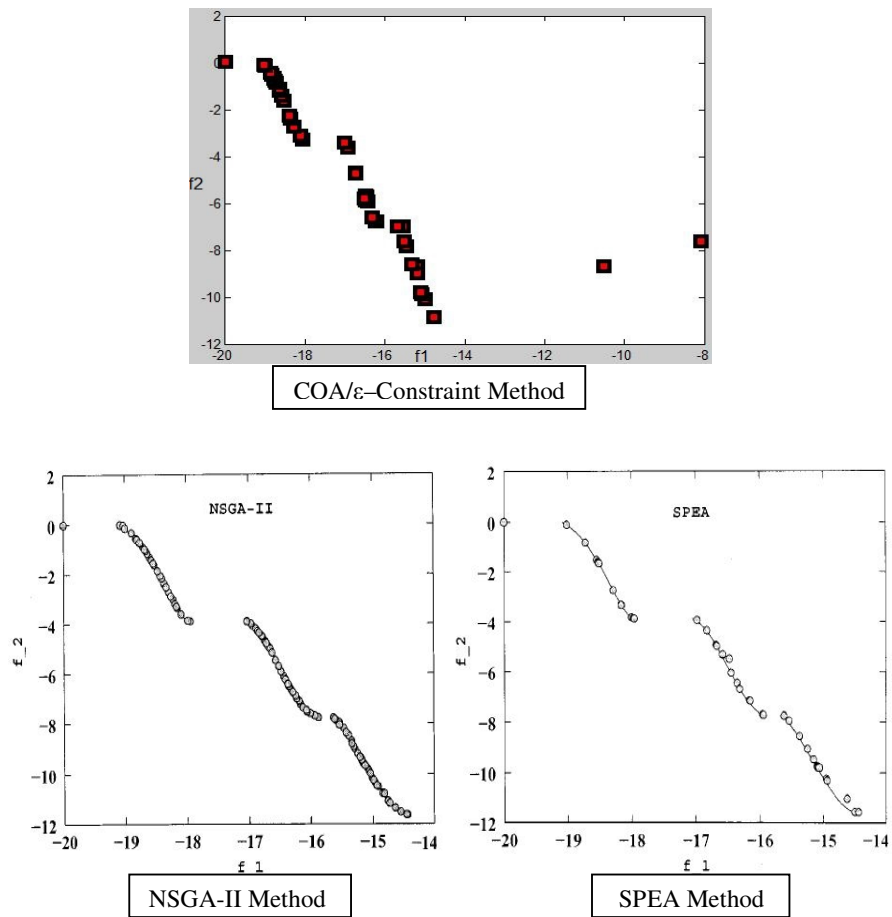 2
0
-2
-4
f2
-6
-8
-10
-12
-20 -18 -16 f1 -14 -12 -10 -8
COA/ε–Constraint Method
2
0
−2
−4
f_2
−6
−8
−10
−12
NSGA-II
−20 −19 −18 −17 −16 −15 −14
f_1
NSGA-II Method
2
0
−2
−4
f_2
−6
−8
−10
−12
SPEA
−20 −19 −18 −17 −16 −15 −14
f_1
SPEA Method